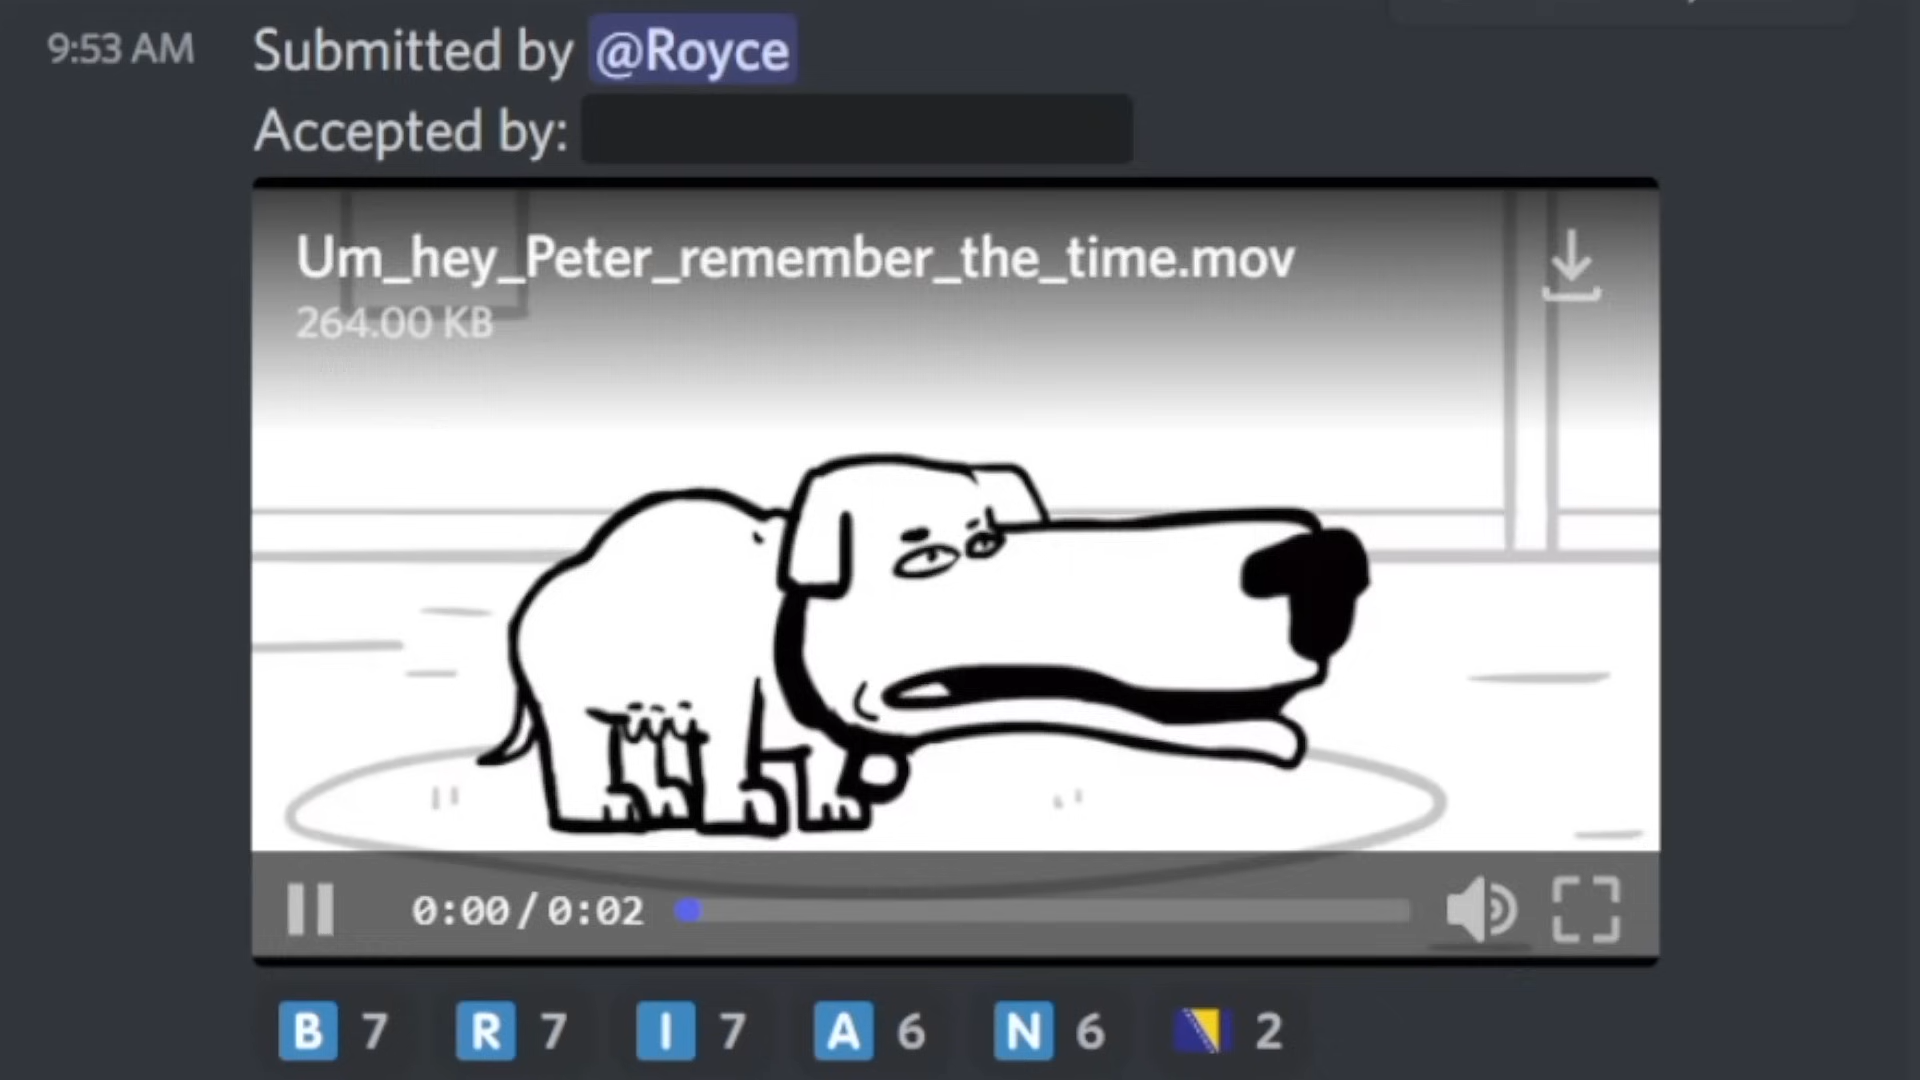 9:53 AM Submitted by @Royce
Accepted by:
Um_hey_Peter_remember_the_time.mov
264.00 KB
0:00/0:02
B 7 R 7 I 7 A 6 N 6 2